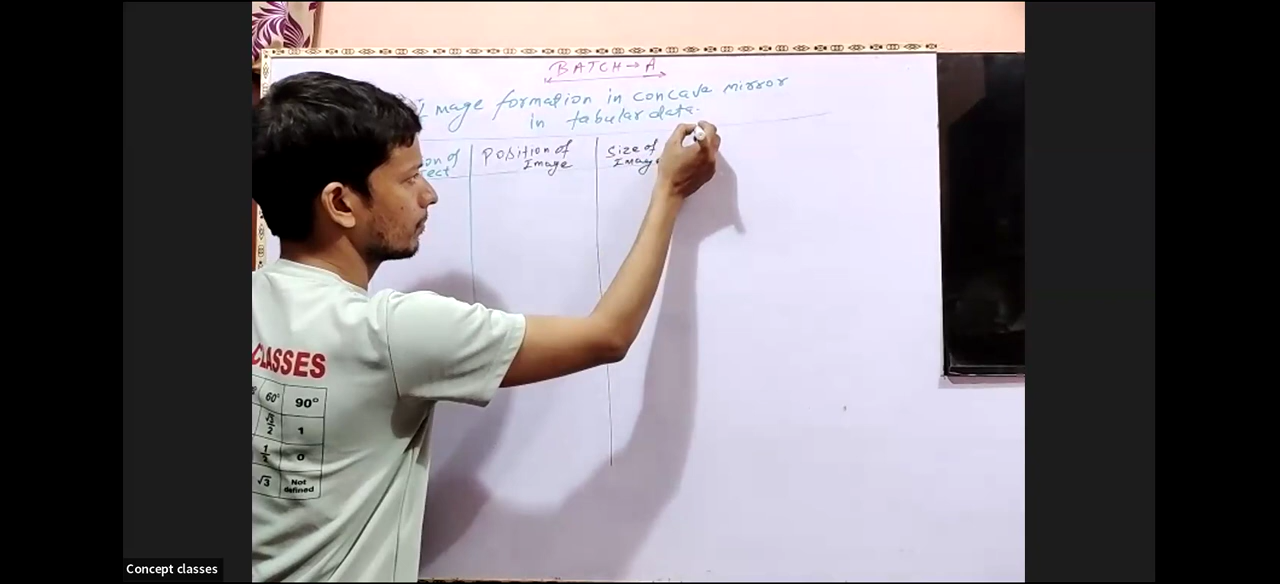 BATCH → A
Image formation in concave mirror
in tabular data.
on of Position of Size of
ect Image Image
CLASSES
60° 90°
√3/2 1
1/2 0
√3 Not
defined
Concept classes